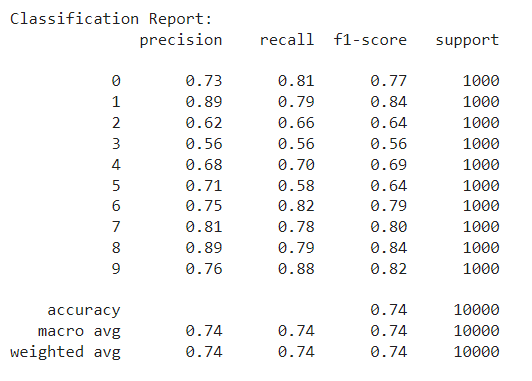 Classification Report:
precision recall f1-score support
0 0.73 0.81 0.77 1000
1 0.89 0.79 0.84 1000
2 0.62 0.66 0.64 1000
3 0.56 0.56 0.56 1000
4 0.68 0.70 0.69 1000
5 0.71 0.58 0.64 1000
6 0.75 0.82 0.79 1000
7 0.81 0.78 0.80 1000
8 0.89 0.79 0.84 1000
9 0.76 0.88 0.82 1000
accuracy 0.74 10000
macro avg 0.74 0.74 0.74 10000
weighted avg 0.74 0.74 0.74 10000